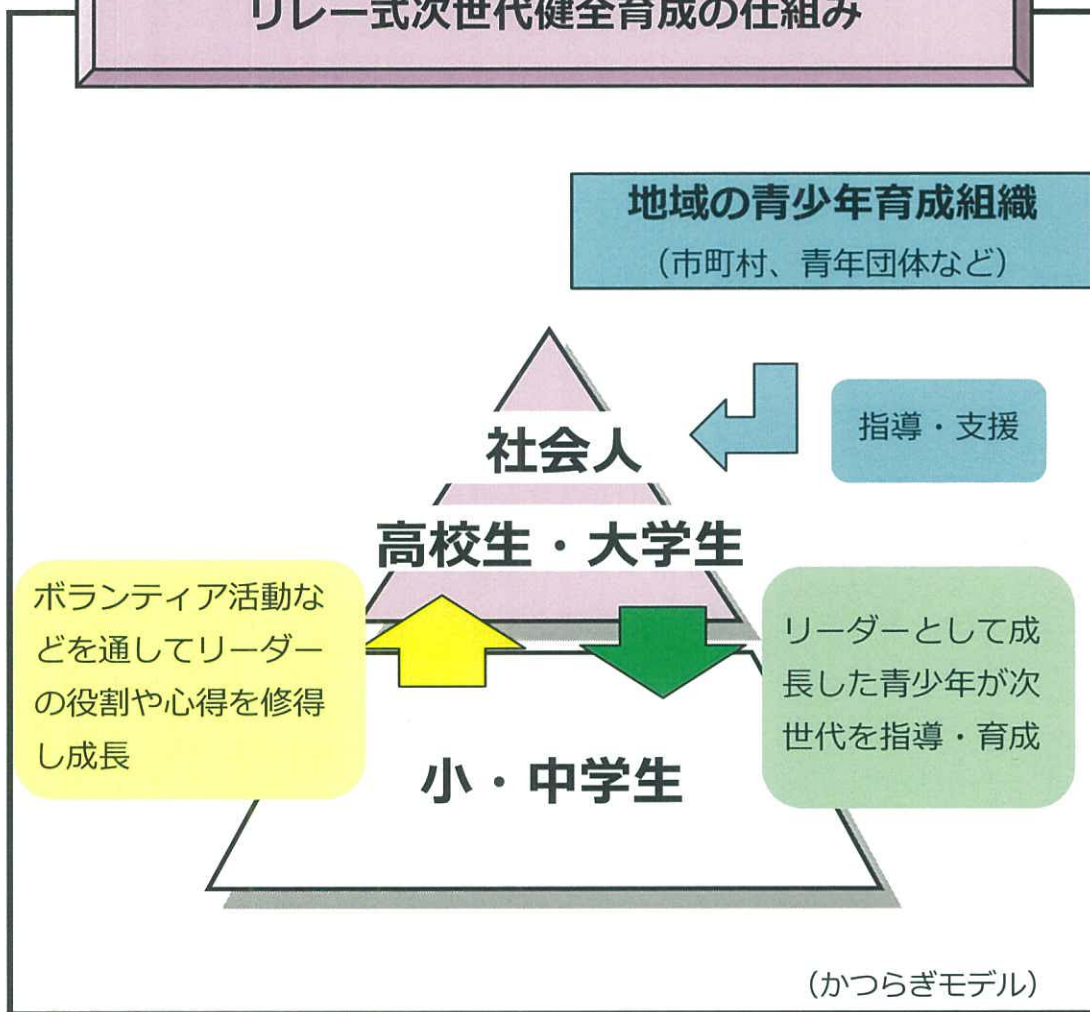 リレー式次世代健全育成の仕組み
地域の青少年育成組織
（市町村、青年団体など）
指導・支援
社会人
高校生・大学生
ボランティア活動な
どを通してリーダー
の役割や心得を修得
し成長
リーダーとして成
長した青少年が次
世代を指導・育成
小・中学生
（かつらぎモデル）